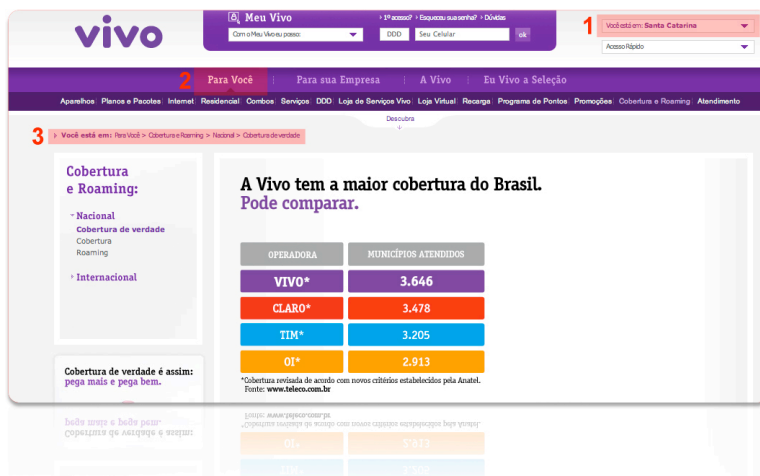 vivo
Meu Vivo
› 1º acesso? › Esqueceu sua senha? › Dúvidas
Com o Meu Vivo eu posso:
DDD
Seu Celular
ok
1
Você está em: Santa Catarina
Acesso Rápido
2
Para Você
Para sua Empresa
A Vivo
Eu Vivo a Seleção
Aparelhos Planos e Pacotes Internet Residencial Combos Serviços DDD Loja de Serviços Vivo Loja Virtual Recarga Programa de Pontos Promoções Cobertura e Roaming Atendimento
Descubra
3
Você está em: Para Você > Cobertura e Roaming > Nacional > Cobertura de verdade
Cobertura
e Roaming:
Nacional
Cobertura de verdade
Cobertura
Roaming
Internacional
A Vivo tem a maior cobertura do Brasil.
Pode comparar.
OPERADORA MUNICÍPIOS ATENDIDOS
VIVO* 3.646
CLARO* 3.478
TIM* 3.205
OI* 2.913
*Cobertura revisada de acordo com novos critérios estabelecidos pela Anatel.
Fonte: www.teleco.com.br
Cobertura de verdade é assim:
pega mais e pega bem.